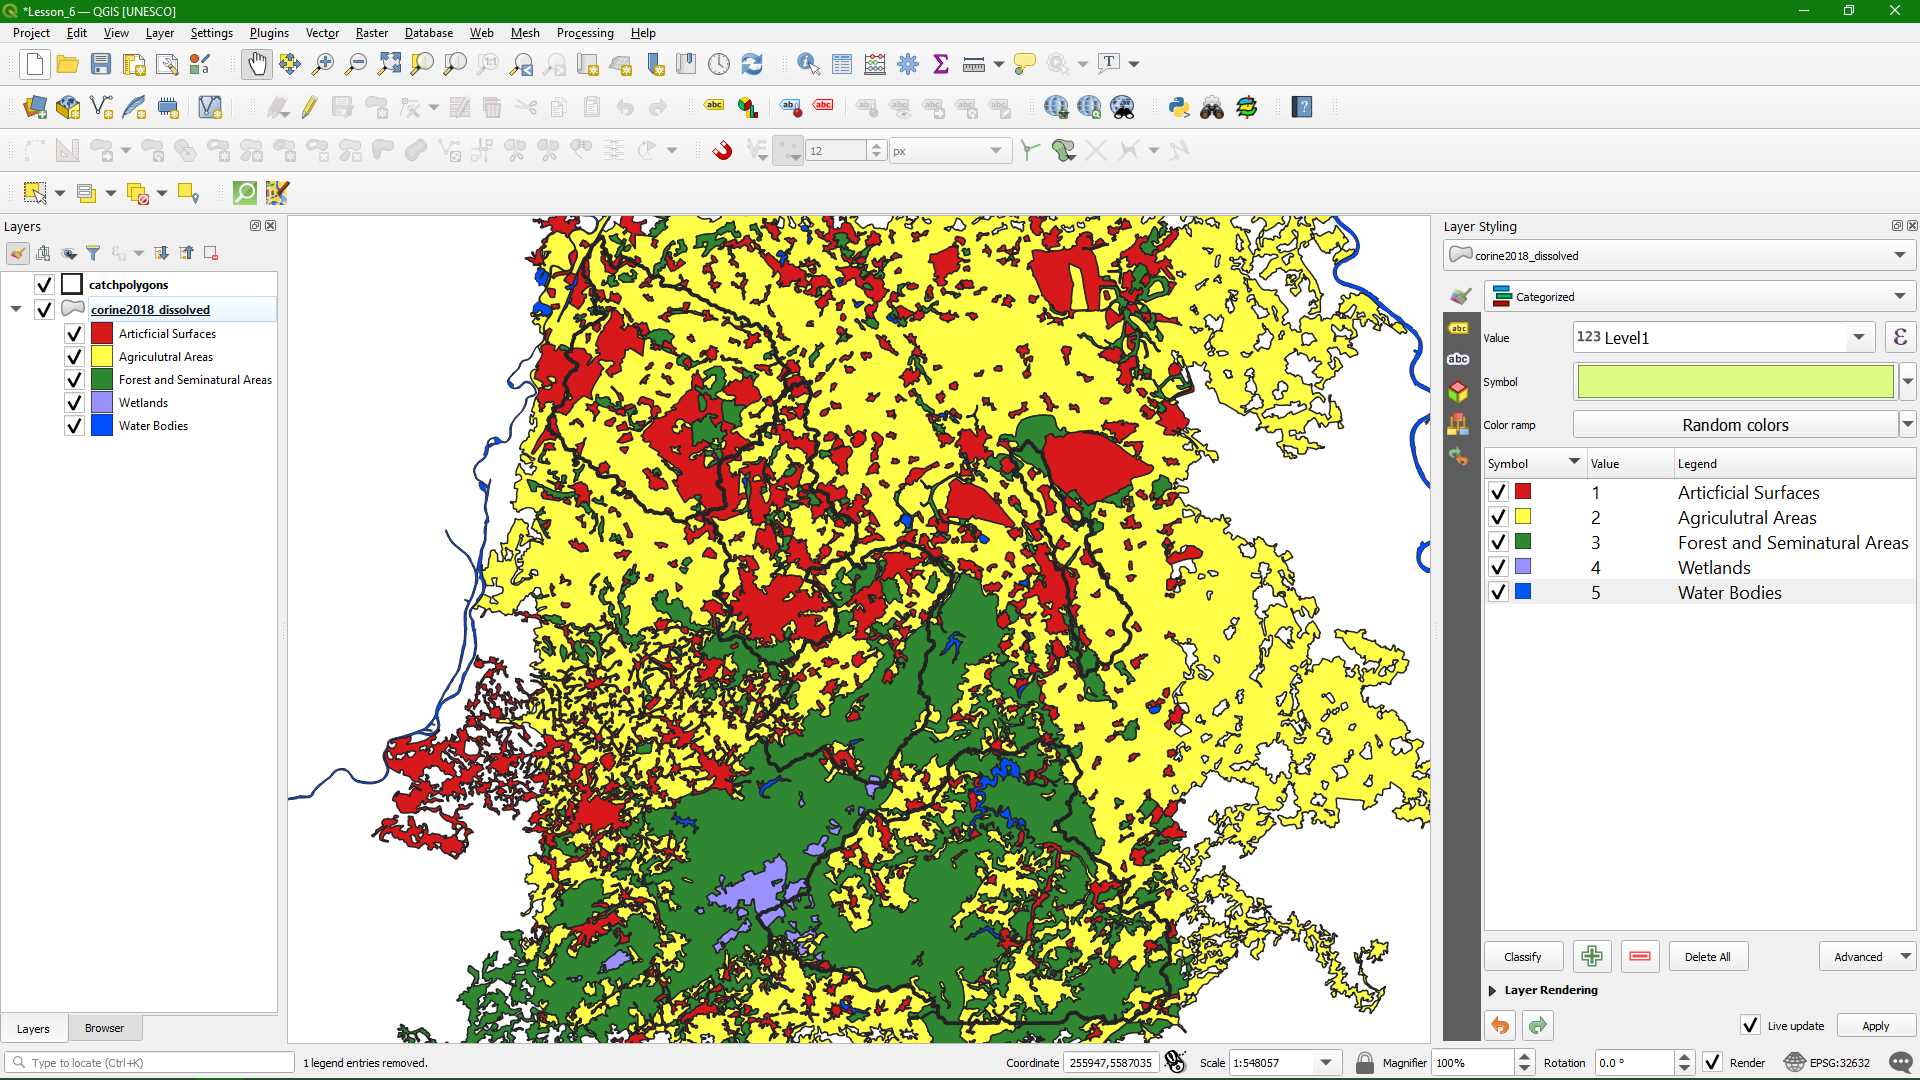 *Lesson_6 — QGIS [UNESCO]
Project Edit View Layer Settings Plugins Vector Raster Database Web Mesh Processing Help
12 px
Layers
catchpolygons
corine2018_dissolved
Articficial Surfaces
Agriculutral Areas
Forest and Seminatural Areas
Wetlands
Water Bodies
Layers Browser
Layer Styling
corine2018_dissolved
Categorized
Value 123 Level1 ε
Symbol
Color ramp Random colors
Symbol Value Legend
1 Articficial Surfaces
2 Agriculutral Areas
3 Forest and Seminatural Areas
4 Wetlands
5 Water Bodies
Classify Delete All Advanced
Layer Rendering
Live update Apply
Type to locate (Ctrl+K) 1 legend entries removed. Coordinate 255947,5587035 Scale 1:548057 Magnifier 100% Rotation 0.0 ° Render EPSG:32632